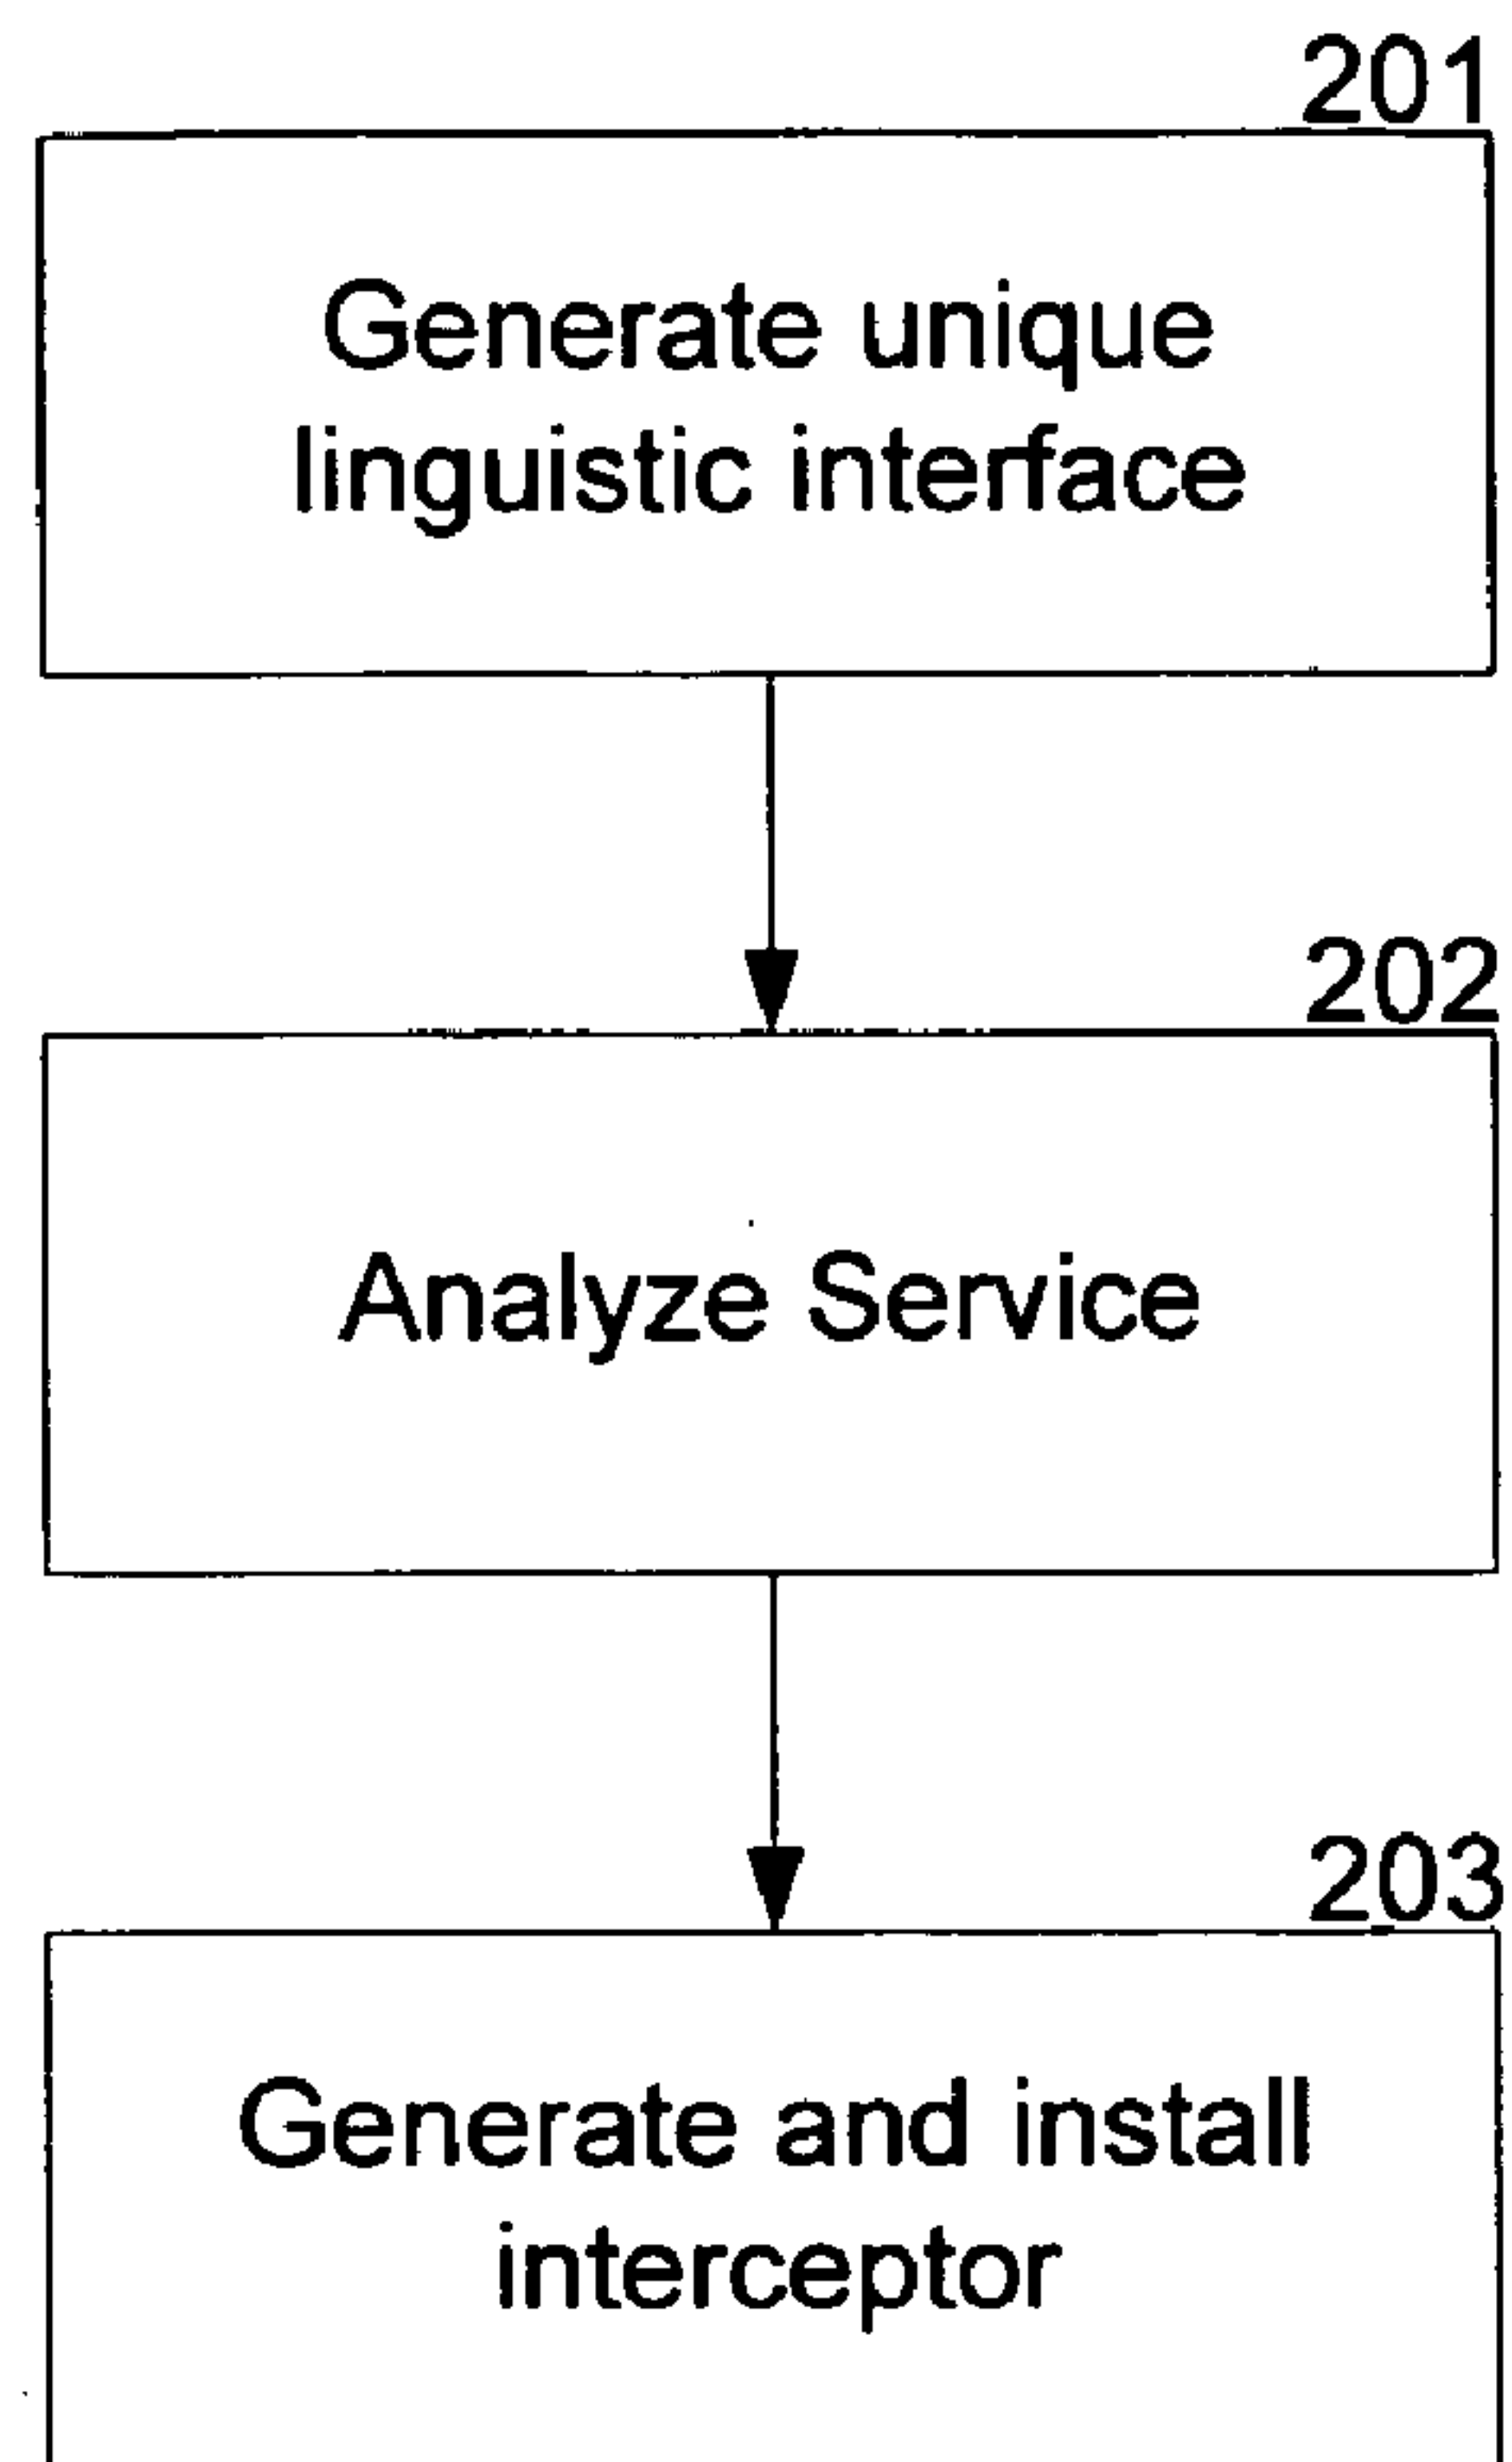 201
Generate unique
linguistic interface
202
Analyze Service
203
Generate and install
interceptor